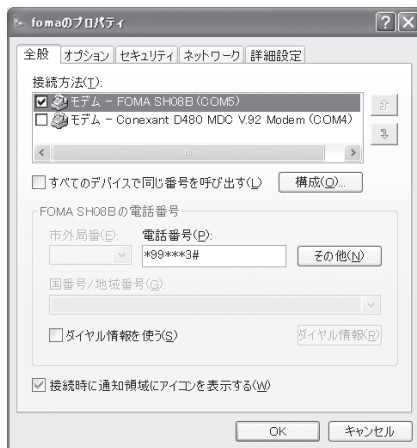 fomaのプロパティ
全般 オプション セキュリティ ネットワーク 詳細設定
接続方法(T):
モデム - FOMA SH08B (COM5)
モデム - Conexant D480 MDC V.92 Modem (COM4)
すべてのデバイスで同じ番号を呼び出す(L) 構成(O)...
FOMA SH08Bの電話番号
市外局番(E): 電話番号(P):
*99***3# その他(N)
国番号/地域番号(G):
ダイヤル情報を使う(S) ダイヤル情報(R)
接続時に通知領域にアイコンを表示する(W)
OK キャンセル